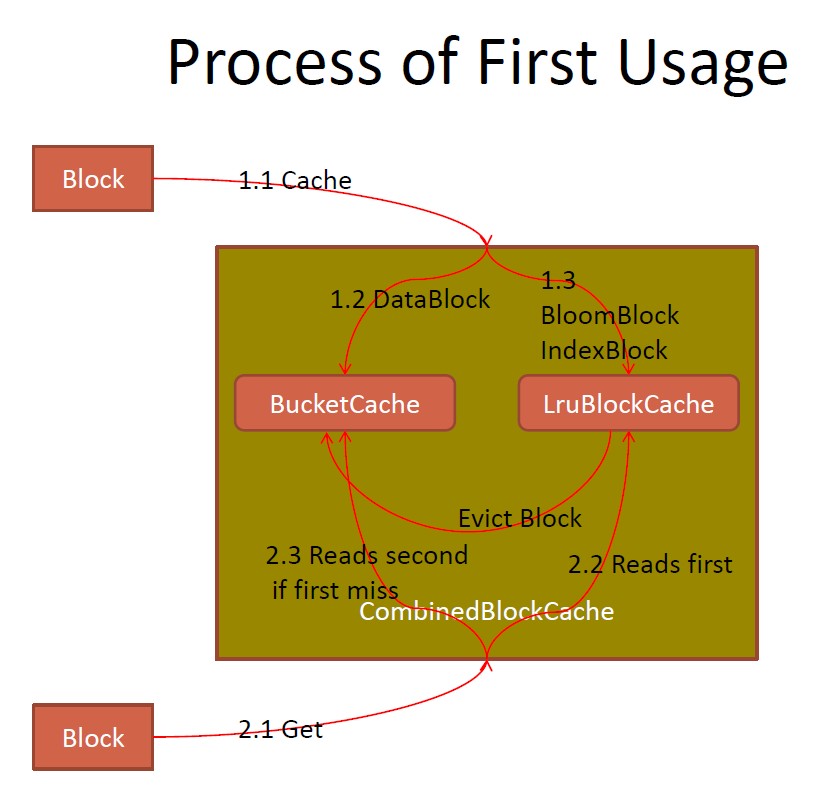 Process of First Usage
Block
1.1 Cache
1.2 DataBlock
1.3
BloomBlock
IndexBlock
BucketCache
LruBlockCache
Evict Block
2.3 Reads second
if first miss
2.2 Reads first
CombinedBlockCache
Block
2.1 Get